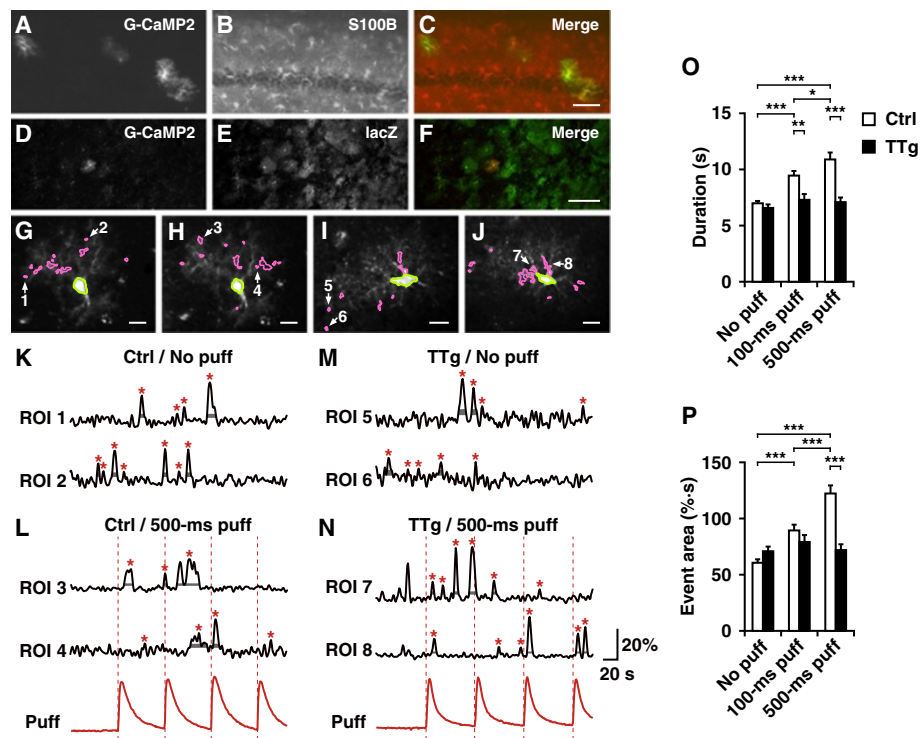 A G-CaMP2
B S100B
C Merge
D G-CaMP2
E lacZ
F Merge
G 2 1
H 3 4
I 5 6
J 7 8
K Ctrl / No puff
ROI 1 * * * *
ROI 2 * * * * * * *
L Ctrl / 500-ms puff
ROI 3 * * *
ROI 4 * * * *
Puff
M TTg / No puff
ROI 5 * * * *
ROI 6 * * * * *
N TTg / 500-ms puff
ROI 7 * * * * * *
ROI 8 * * * * * *
Puff
20%
20 s
O
***
*
*** ** ***
Ctrl
TTg
Duration (s)
15
10
5
0
No puff
100-ms puff
500-ms puff
P
***
***
*** ***
Event area (%·s)
150
100
50
0
No puff
100-ms puff
500-ms puff